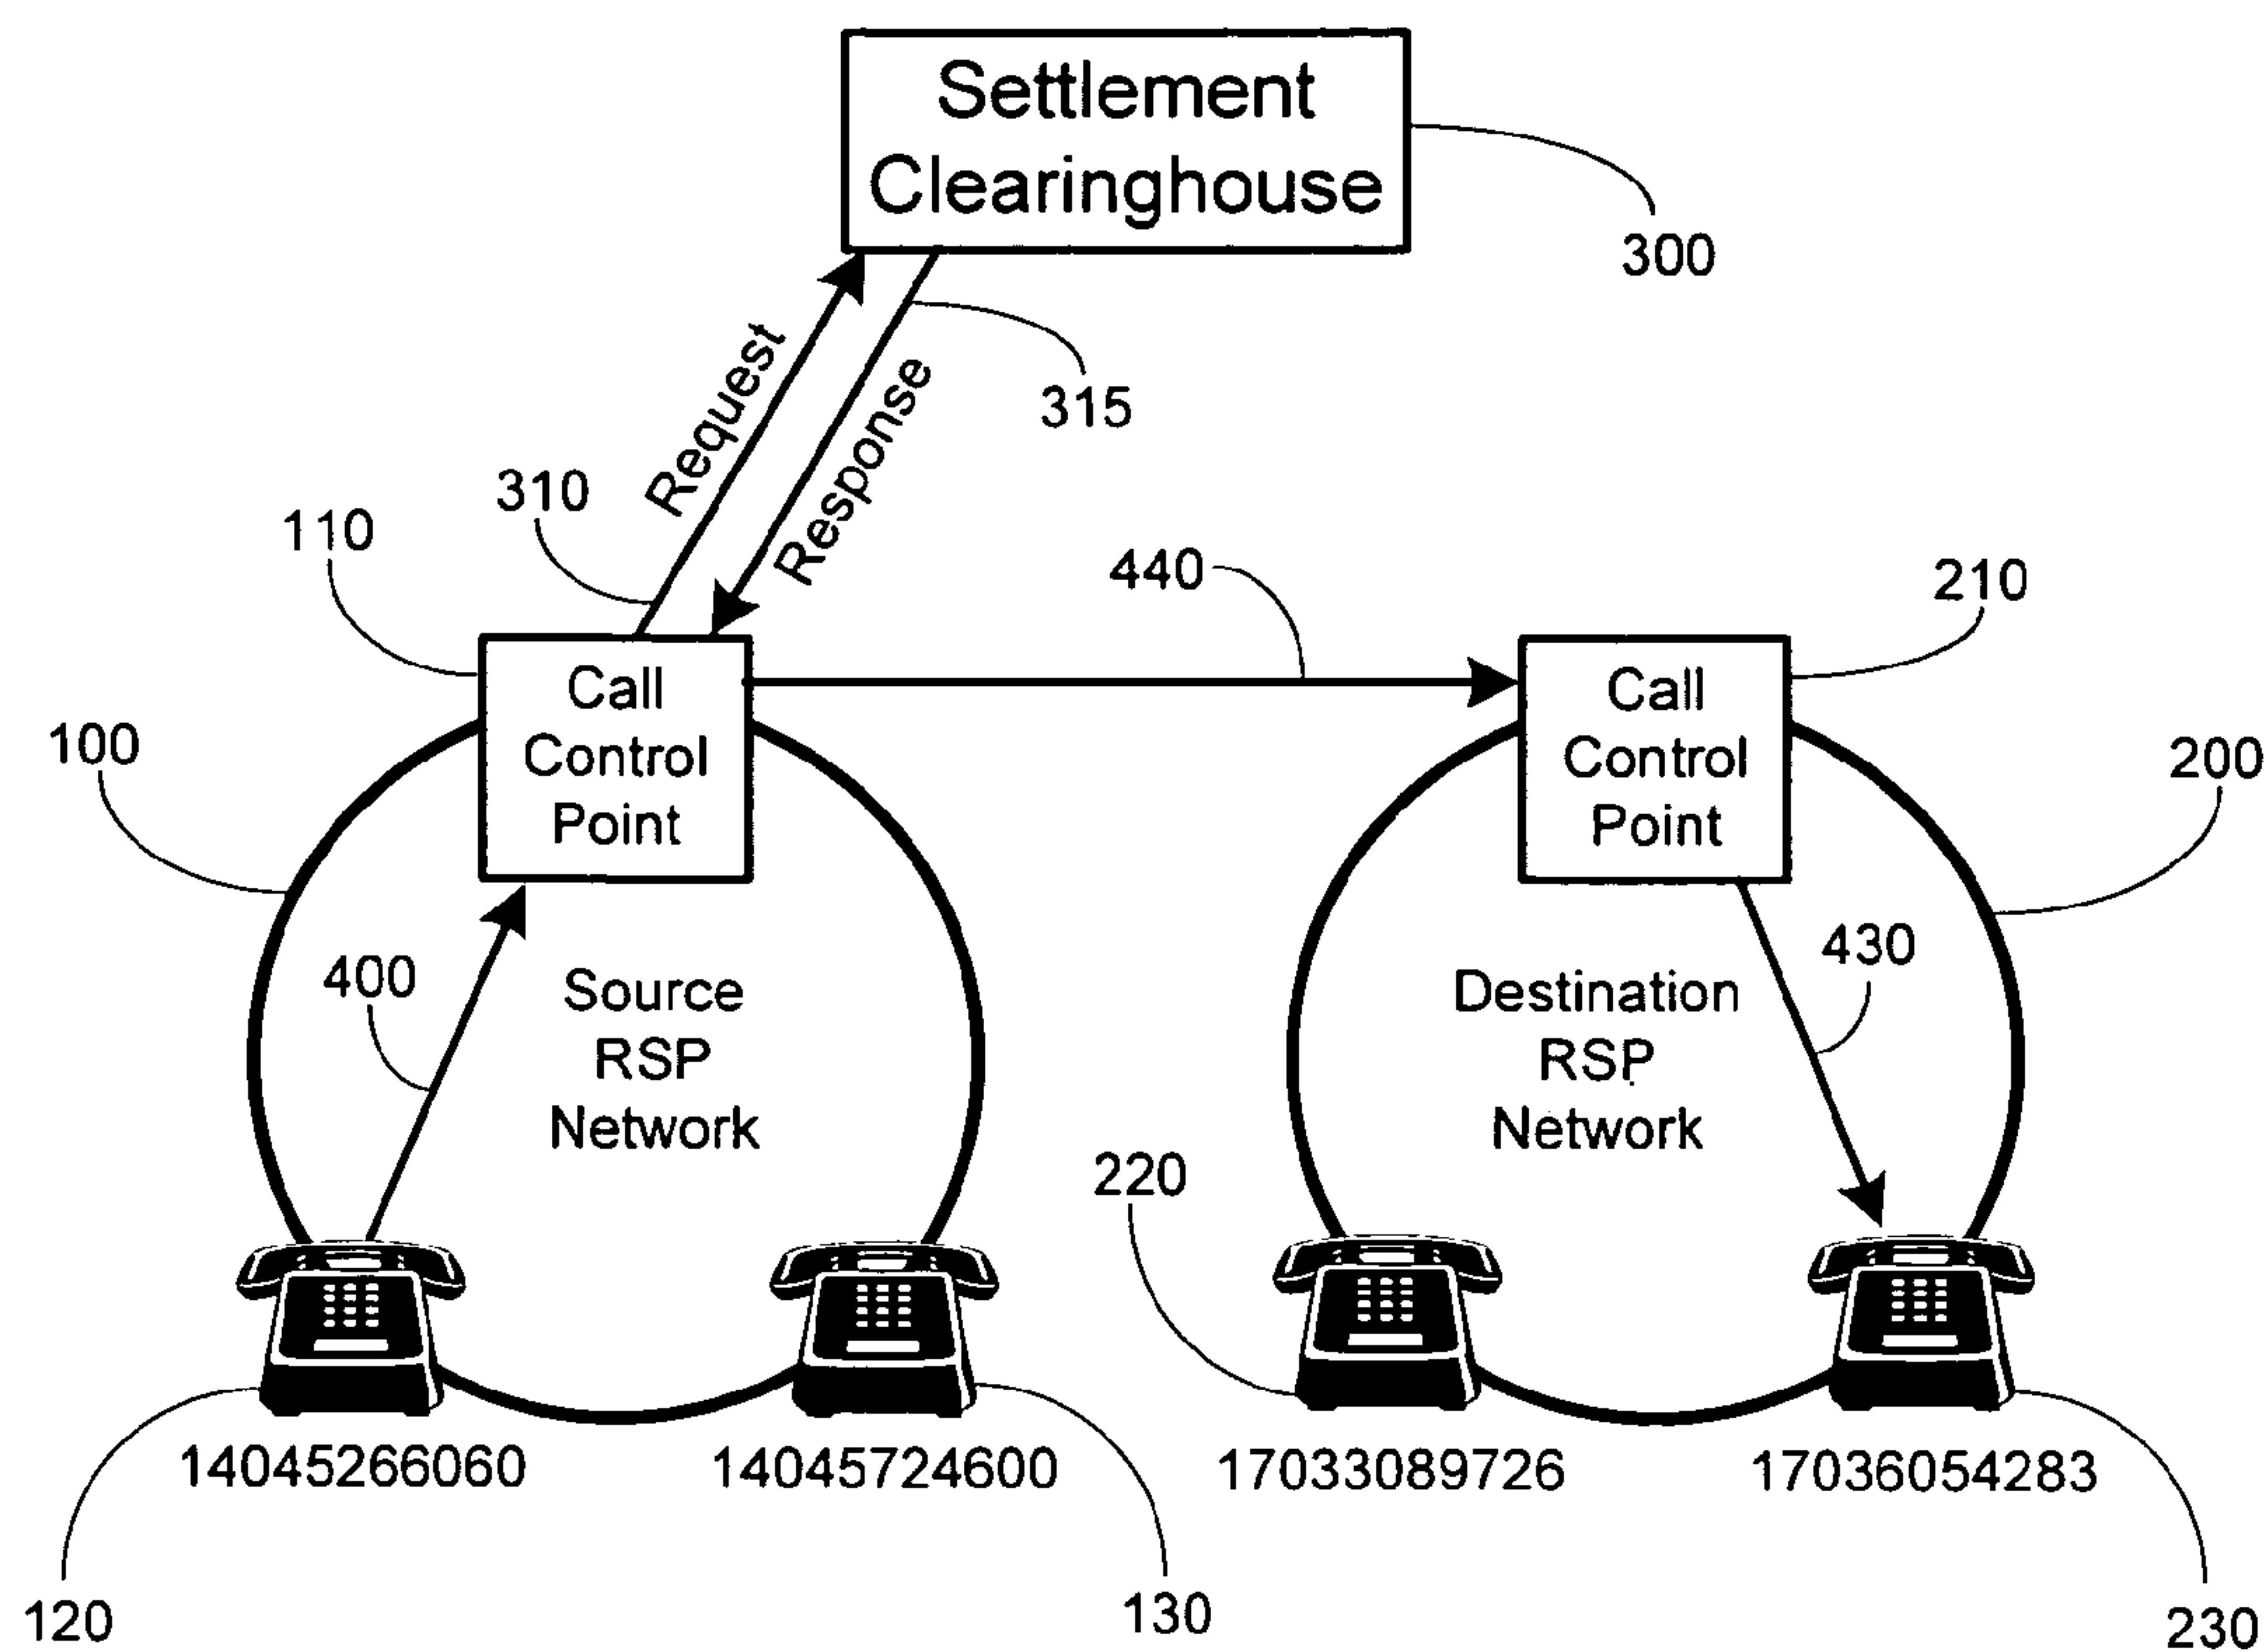 Settlement
Clearinghouse
300
Request
Response
315
310
110
440
210
Call
Control
Point
Call
Control
Point
100
200
400
430
Source
RSP
Network
Destination
RSP
Network
220
14045266060
14045724600
17033089726
17036054283
120
130
230